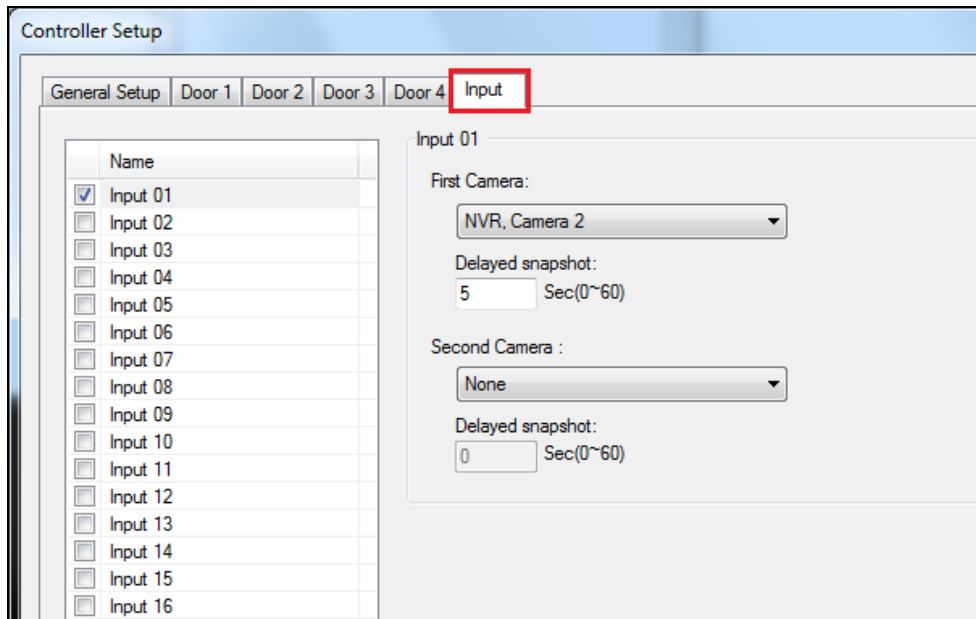 Controller Setup
General Setup Door 1 Door 2 Door 3 Door 4 Input
Name
Input 01
Input 02
Input 03
Input 04
Input 05
Input 06
Input 07
Input 08
Input 09
Input 10
Input 11
Input 12
Input 13
Input 14
Input 15
Input 16
Input 01
First Camera:
NVR, Camera 2
Delayed snapshot:
5 Sec(0~60)
Second Camera :
None
Delayed snapshot:
0 Sec(0~60)